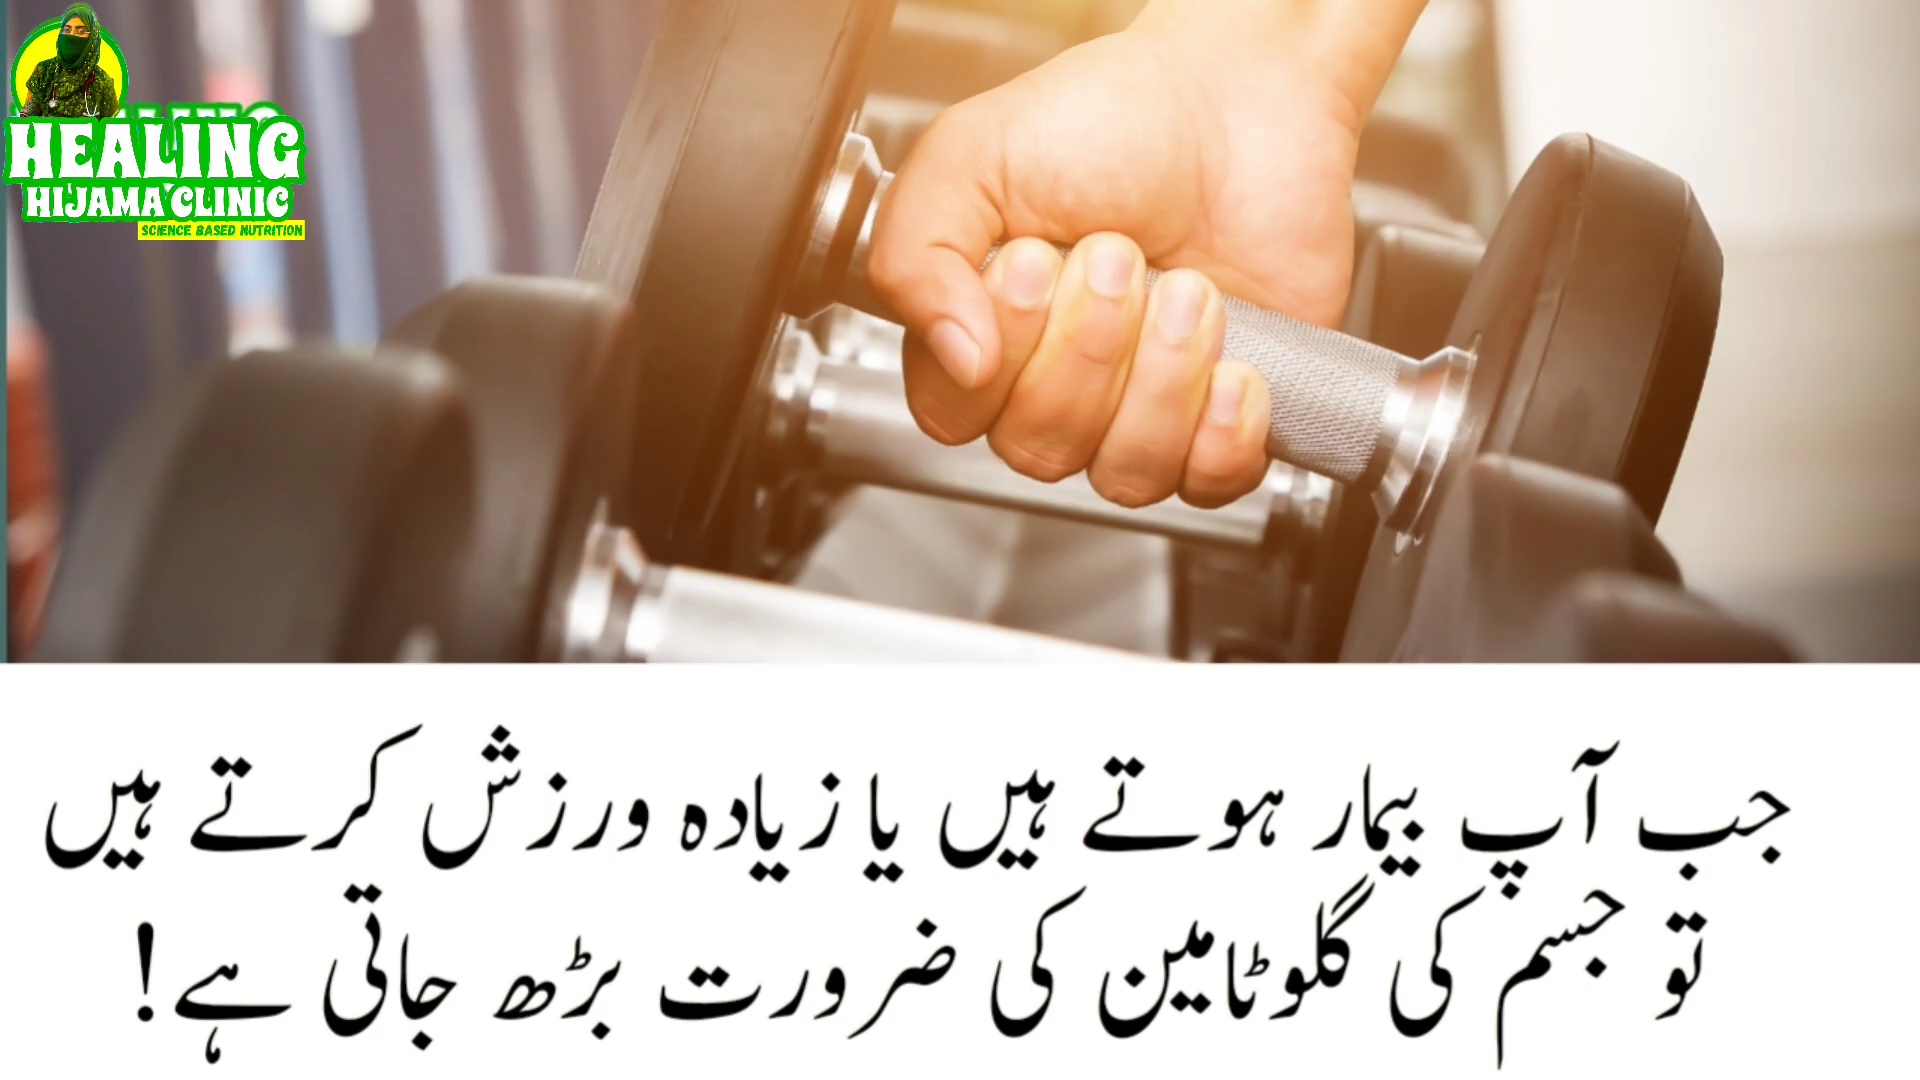 HEALING
HIJAMA CLINIC
SCIENCE BASED NUTRITION
جب آپ بیمار ہوتے ہیں یا زیادہ ورزش کرتے ہیں
تو جسم کی گلوٹامین کی ضرورت بڑھ جاتی ہے!